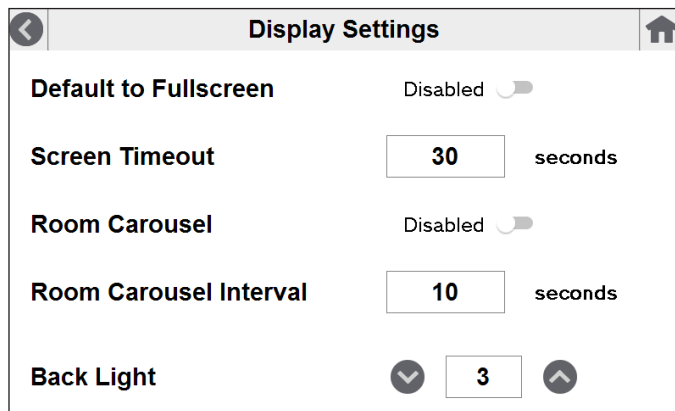 Display Settings
Default to Fullscreen Disabled
Screen Timeout 30 seconds
Room Carousel Disabled
Room Carousel Interval 10 seconds
Back Light 3